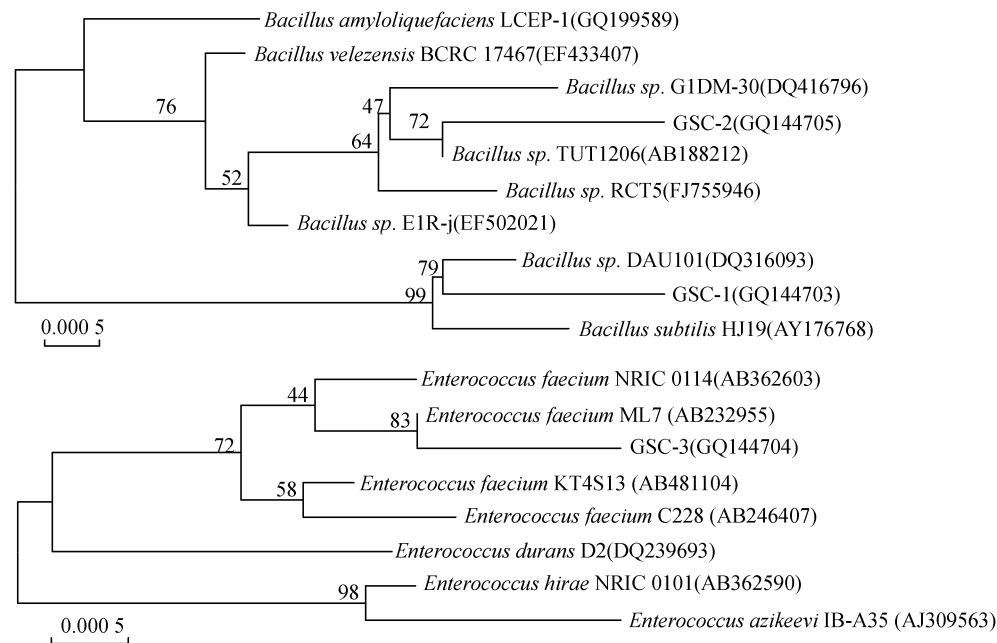 Bacillus amyloliquefaciens LCEP-1(GQ199589)
Bacillus velezensis BCRC 17467(EF433407)
76
Bacillus sp. G1DM-30(DQ416796)
47
72
GSC-2(GQ144705)
64
Bacillus sp. TUT1206(AB188212)
52
Bacillus sp. RCT5(FJ755946)
Bacillus sp. E1R-j(EF502021)
79
Bacillus sp. DAU101(DQ316093)
99
GSC-1(GQ144703)
0.000 5
Bacillus subtilis HJ19(AY176768)
Enterococcus faecium NRIC 0114(AB362603)
44
83
Enterococcus faecium ML7 (AB232955)
72
GSC-3(GQ144704)
58
Enterococcus faecium KT4S13 (AB481104)
Enterococcus faecium C228 (AB246407)
Enterococcus durans D2(DQ239693)
98
Enterococcus hirae NRIC 0101(AB362590)
0.000 5
Enterococcus azikeevi IB-A35 (AJ309563)